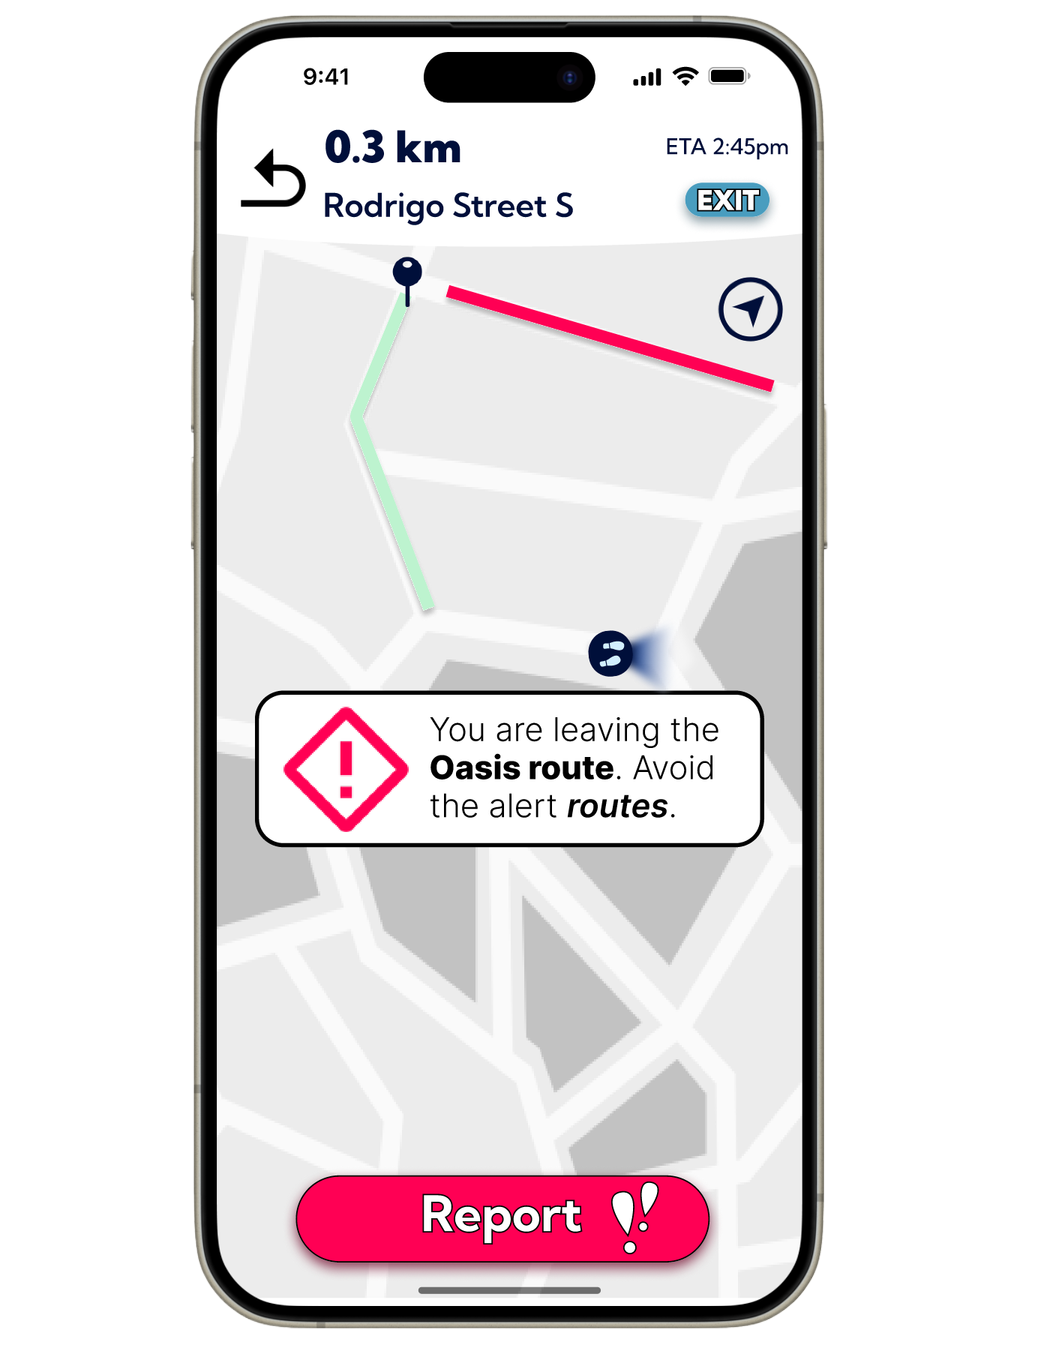 9:41
0.3 km
ETA 2:45pm
Rodrigo Street S
EXIT
You are leaving the
Oasis route. Avoid
the alert routes.
Report